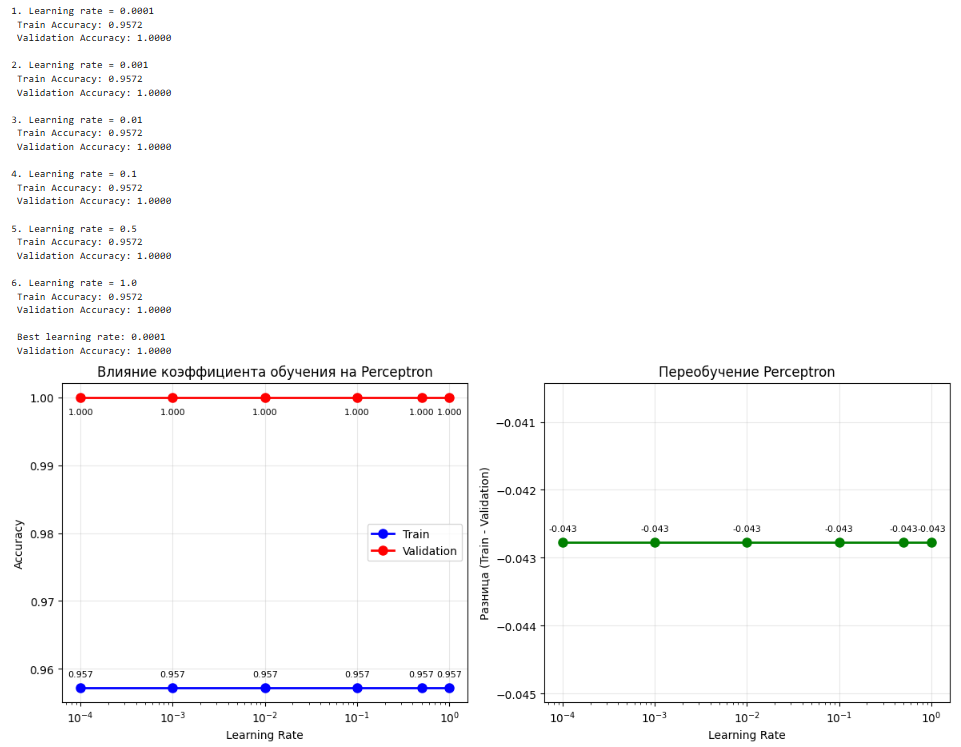 1. Learning rate = 0.0001
Train Accuracy: 0.9572
Validation Accuracy: 1.0000
2. Learning rate = 0.001
Train Accuracy: 0.9572
Validation Accuracy: 1.0000
3. Learning rate = 0.01
Train Accuracy: 0.9572
Validation Accuracy: 1.0000
4. Learning rate = 0.1
Train Accuracy: 0.9572
Validation Accuracy: 1.0000
5. Learning rate = 0.5
Train Accuracy: 0.9572
Validation Accuracy: 1.0000
6. Learning rate = 1.0
Train Accuracy: 0.9572
Validation Accuracy: 1.0000
Best learning rate: 0.0001
Validation Accuracy: 1.0000
Влияние коэффициента обучения на Perceptron
Accuracy
1.00
0.99
0.98
0.97
0.96
1.000 1.000 1.000 1.000 1.000 1.000
Train
Validation
0.957 0.957 0.957 0.957 0.957 0.957
10⁻⁴ 10⁻³ 10⁻² 10⁻¹ 10⁰
Learning Rate
Переобучение Perceptron
Разница (Train - Validation)
−0.041
−0.042
−0.043
−0.044
−0.045
-0.043 -0.043 -0.043 -0.043 -0.043 -0.043
10⁻⁴ 10⁻³ 10⁻² 10⁻¹ 10⁰
Learning Rate